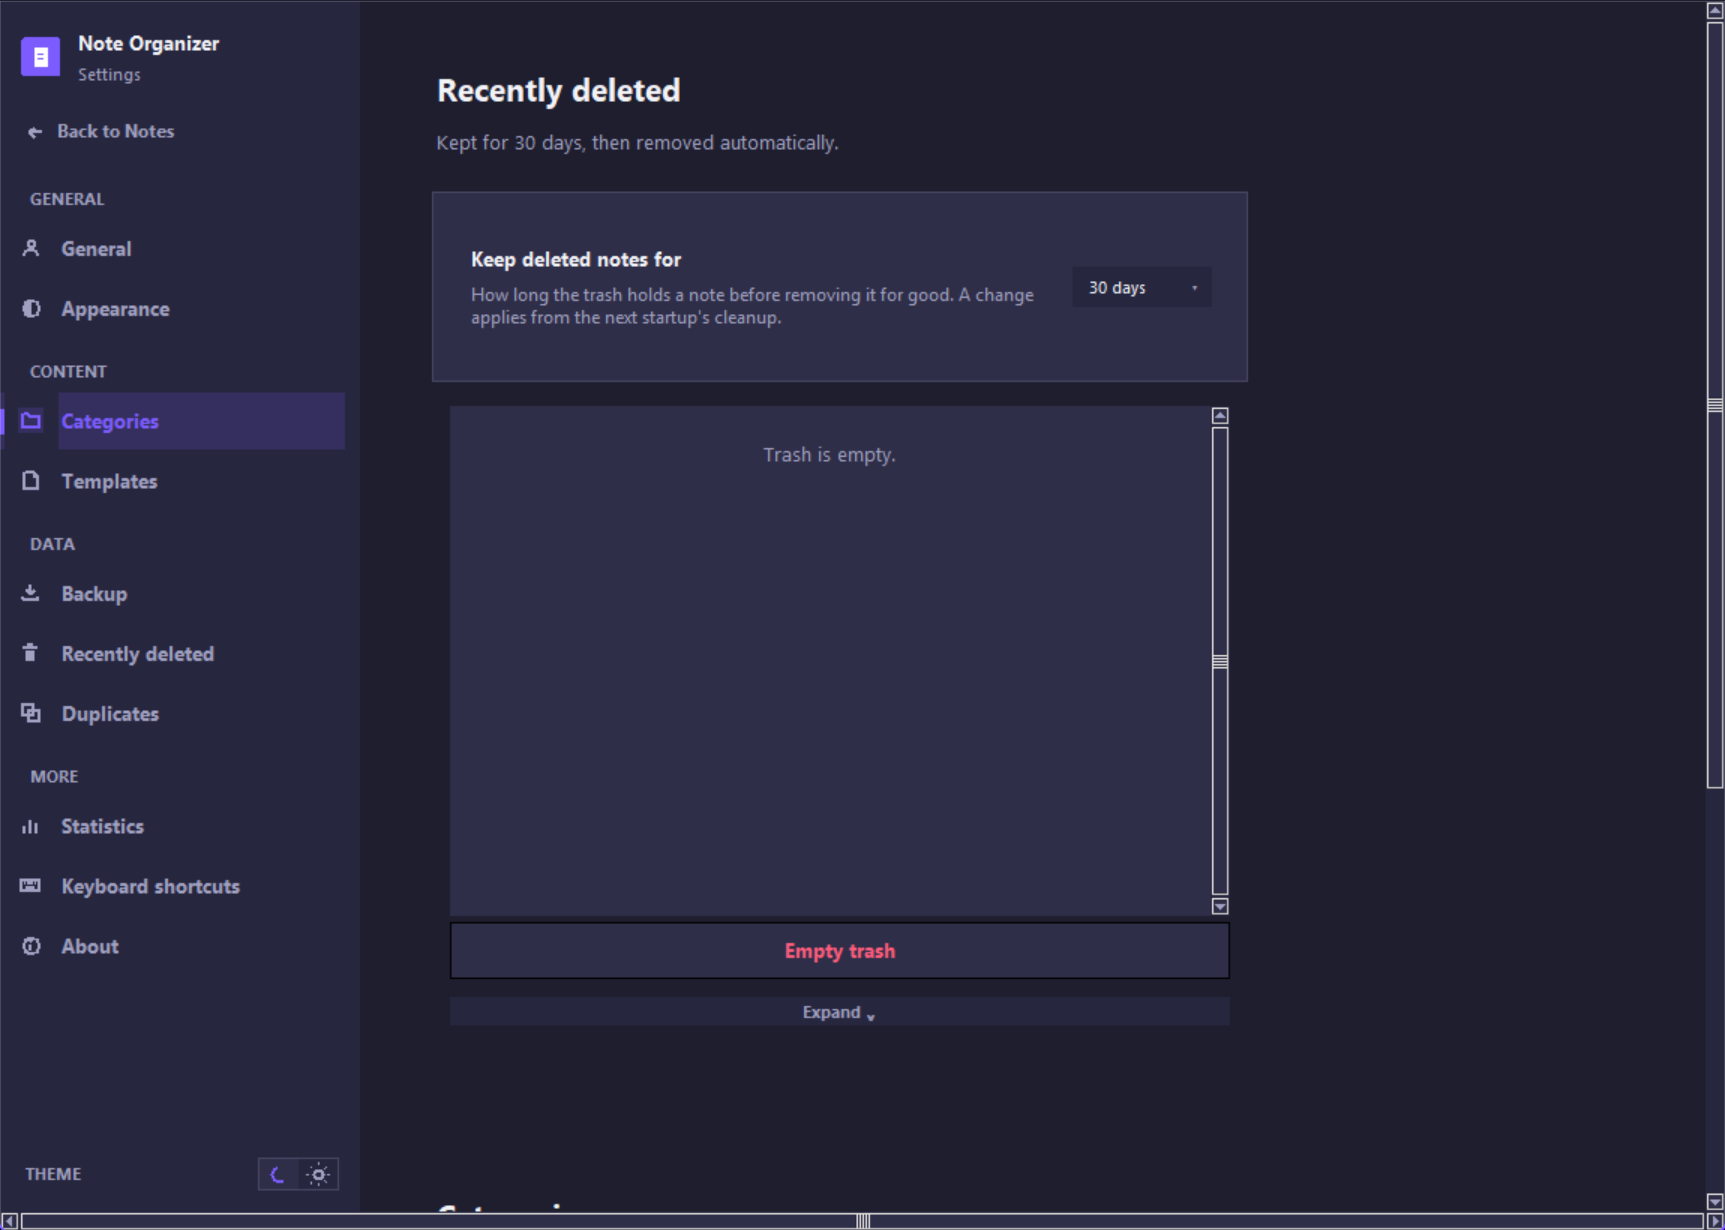 Note Organizer
Settings
Back to Notes
GENERAL
General
Appearance
CONTENT
Categories
Templates
DATA
Backup
Recently deleted
Duplicates
MORE
Statistics
Keyboard shortcuts
About
THEME
Recently deleted
Kept for 30 days, then removed automatically.
Keep deleted notes for
How long the trash holds a note before removing it for good. A change
applies from the next startup's cleanup.
30 days
Trash is empty.
Empty trash
Expand